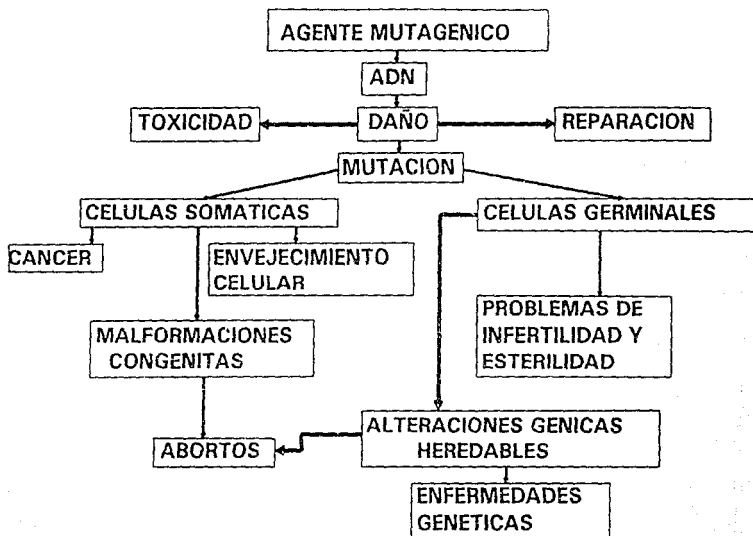 AGENTE MUTAGENICO
ADN
TOXICIDAD
DAÑO
REPARACION
MUTACION
CELULAS SOMATICAS
CELULAS GERMINALES
CANCER
ENVEJECIMIENTO
CELULAR
PROBLEMAS DE
INFERTILIDAD Y
ESTERILIDAD
MALFORMACIONES
CONGENITAS
ALTERACIONES GENICAS
HEREDABLES
ABORTOS
ENFERMEDADES
GENETICAS